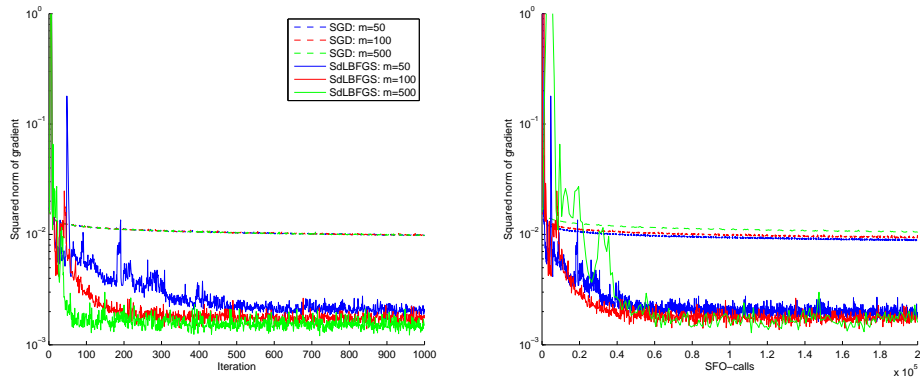 Squared norm of gradient
10^0
10^-1
10^-2
10^-3
SGD: m=50
SGD: m=100
SGD: m=500
SdLBFGS: m=50
SdLBFGS: m=100
SdLBFGS: m=500
0 100 200 300 400 500 600 700 800 900 1000
Iteration
Squared norm of gradient
10^0
10^-1
10^-2
10^-3
0 0.2 0.4 0.6 0.8 1 1.2 1.4 1.6 1.8 2
SFO-calls
x 10^5